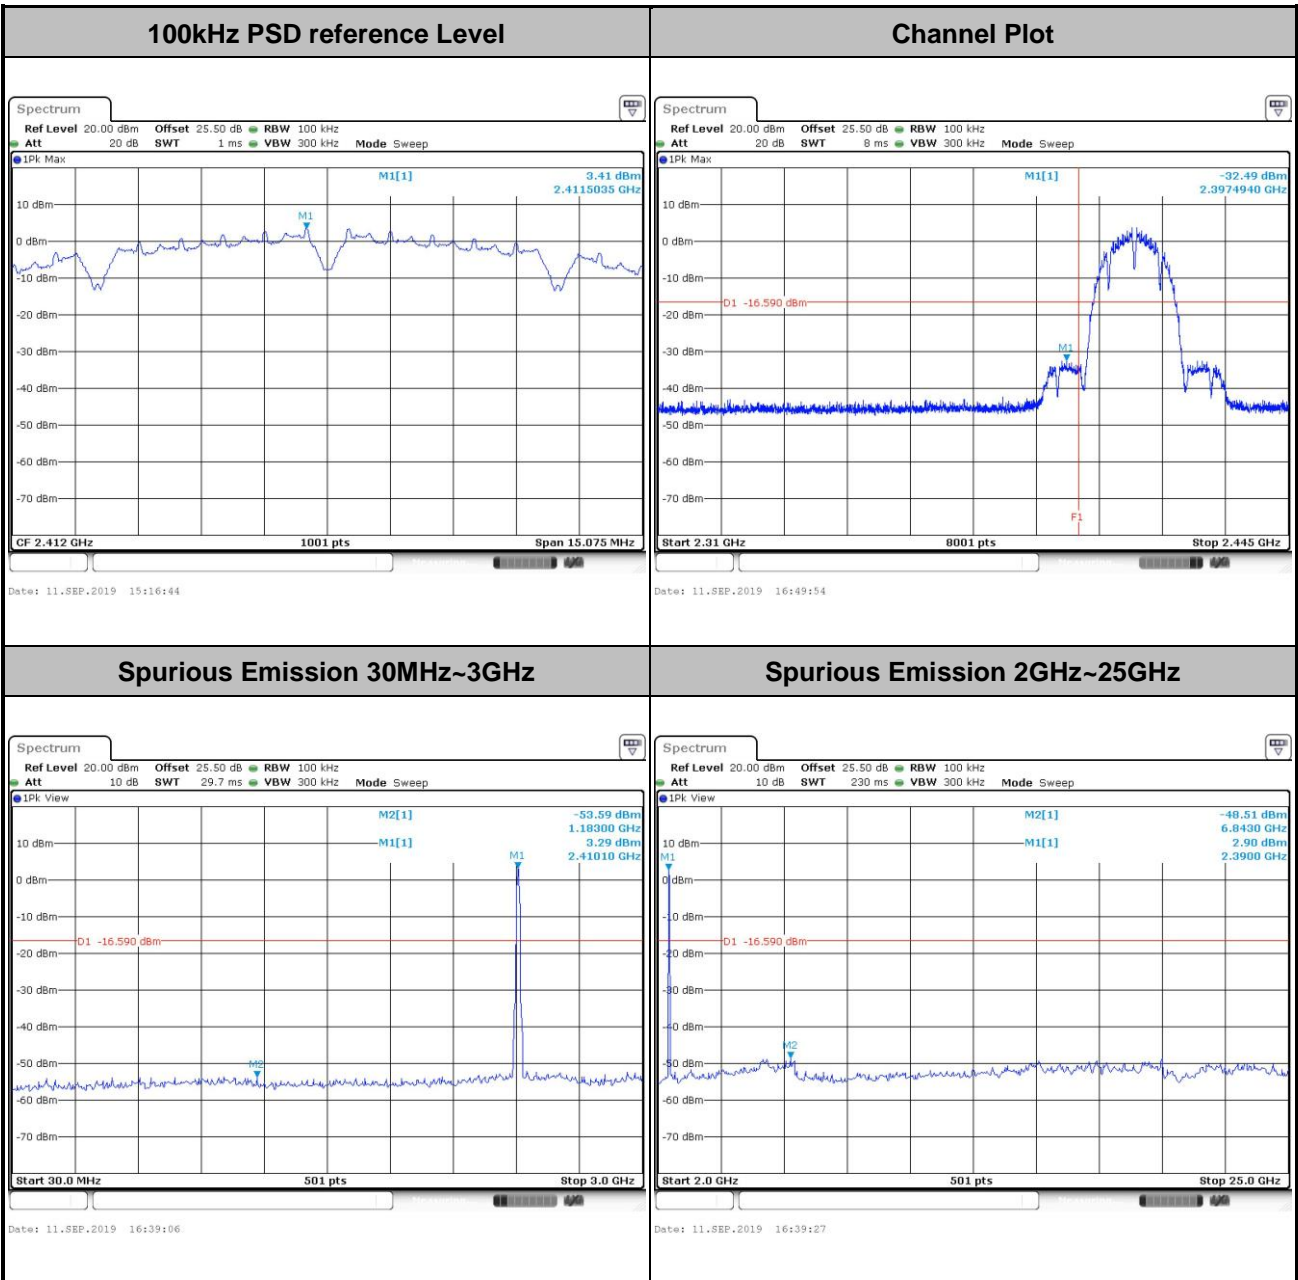 100kHz PSD reference Level
Spectrum
Ref Level 20.00 dBm Offset 25.50 dB RBW 100 kHz
Att 20 dB SWT 1 ms VBW 300 kHz Mode Sweep
1Pk Max
M1[1] 3.41 dBm
2.4115035 GHz
10 dBm
M1
0 dBm
-10 dBm
-20 dBm
-30 dBm
-40 dBm
-50 dBm
-60 dBm
-70 dBm
CF 2.412 GHz 1001 pts Span 15.075 MHz
Date: 11.SEP.2019 15:16:44
Channel Plot
Spectrum
Ref Level 20.00 dBm Offset 25.50 dB RBW 100 kHz
Att 20 dB SWT 8 ms VBW 300 kHz Mode Sweep
1Pk Max
M1[1] -32.49 dBm
2.3974940 GHz
10 dBm
0 dBm
-10 dBm
D1 -16.590 dBm
-20 dBm
-30 dBm
M1
-40 dBm
-50 dBm
-60 dBm
-70 dBm
F1
Start 2.31 GHz 8001 pts Stop 2.445 GHz
Date: 11.SEP.2019 16:49:54
Spurious Emission 30MHz~3GHz
Spectrum
Ref Level 20.00 dBm Offset 25.50 dB RBW 100 kHz
Att 10 dB SWT 29.7 ms VBW 300 kHz Mode Sweep
1Pk View
M2[1] -53.59 dBm
1.18300 GHz
10 dBm M1[1] 3.29 dBm
M1 2.41010 GHz
0 dBm
-10 dBm
D1 -16.590 dBm
-20 dBm
-30 dBm
-40 dBm
-50 dBm M2
-60 dBm
-70 dBm
Start 30.0 MHz 501 pts Stop 3.0 GHz
Date: 11.SEP.2019 16:39:06
Spurious Emission 2GHz~25GHz
Spectrum
Ref Level 20.00 dBm Offset 25.50 dB RBW 100 kHz
Att 10 dB SWT 230 ms VBW 300 kHz Mode Sweep
1Pk View
M2[1] -48.51 dBm
6.8430 GHz
10 dBm M1[1] 2.90 dBm
M1 2.3900 GHz
0 dBm
-10 dBm
D1 -16.590 dBm
-20 dBm
-30 dBm
-40 dBm
M2
-50 dBm
-60 dBm
-70 dBm
Start 2.0 GHz 501 pts Stop 25.0 GHz
Date: 11.SEP.2019 16:39:27